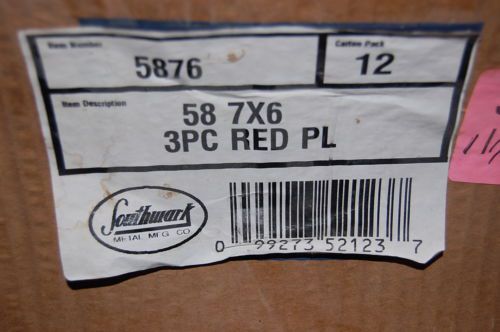 Item Number
5876
Carton Pack
12
Item Description
58 7X6
3PC RED PL
Southwark
METAL MFG. CO
0 99273 52123 7